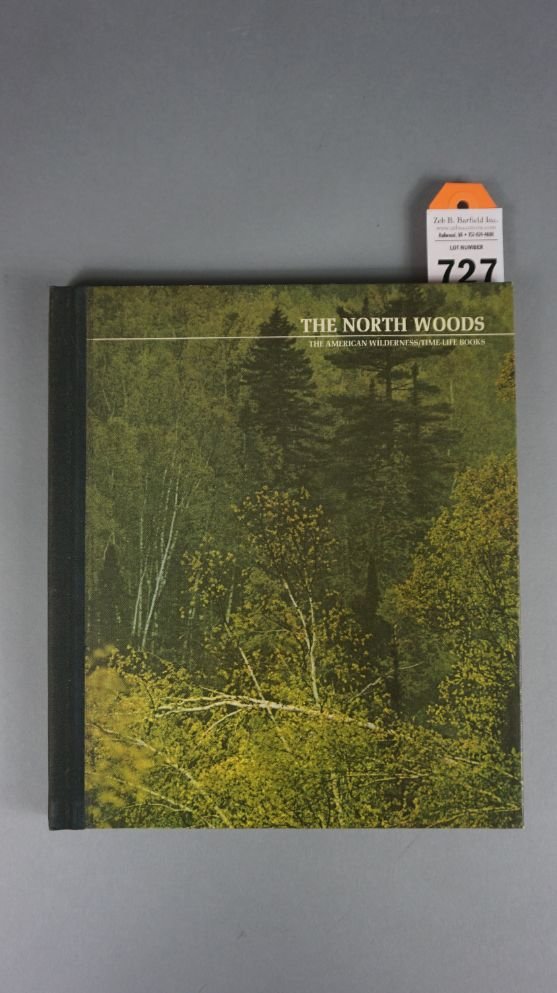 Zeb B. Barfield Inc.
LOT NUMBER
727
THE NORTH WOODS
THE AMERICAN WILDERNESS/TIME-LIFE BOOKS